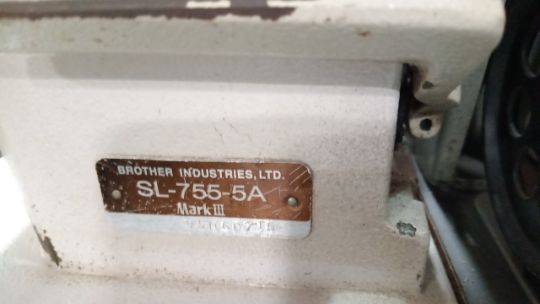 BROTHER INDUSTRIES, LTD.
SL-755-5A
Mark III